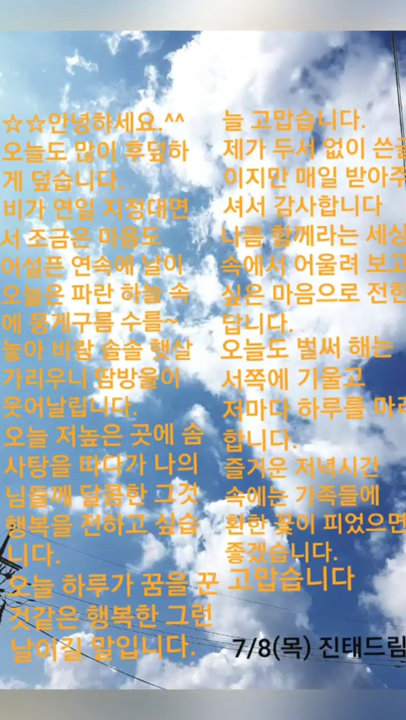 ☆☆안녕하세요.^^
오늘도 많이 후덥하
게 덥습니다.
비가 연일 지정대면
서 조금은 마음도
어설픈 연속에 날이
오늘은 파란 하늘 속
에 뭉게구름 수를~
놓아 바람 솔솔 햇살
가리우니 땀방울이
웃어날립니다.
오늘 저높은 곳에 솜
사탕을 따다가 나의
님들께 달콤한 그것
행복을 전하고 싶습
니다.
오늘 하루가 꿈을 꾼
것같은 행복한 그런
날이길 말입니다.
늘 고맙습니다.
제가 두서 없이 쓴글
이지만 매일 받아주
셔서 감사합니다
나름 함께라는 세상
속에서 어울려 보고
싶은 마음으로 전한
답니다.
오늘도 벌써 해는
서쪽에 기울고
저마다 하루를 마려
합니다.
즐거운 저녁시간
속에는 가족들에
환한 꽃이 피었으면
좋겠습니다.
고맙습니다
7/8(목) 진태드림